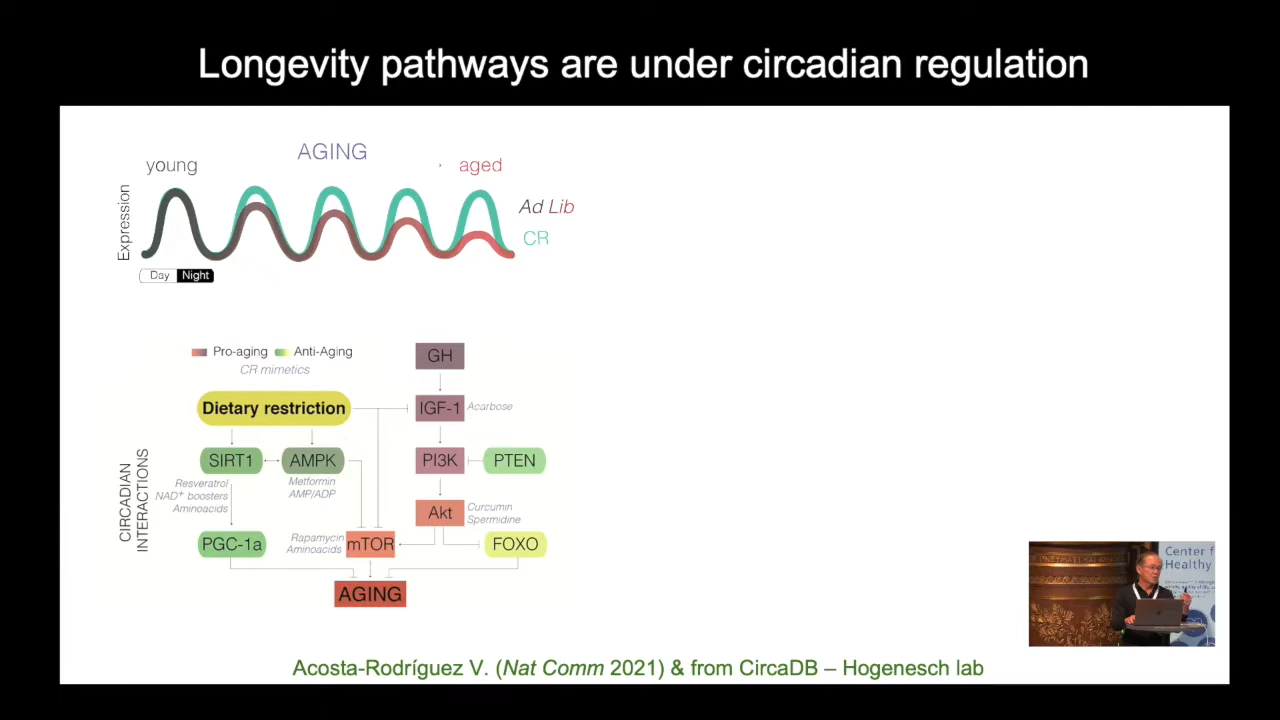 Longevity pathways are under circadian regulation
AGING
young
aged
Expression
Ad Lib
CR
Day Night
Pro-aging Anti-Aging
CR mimetics
GH
Dietary restriction
IGF-1 Acarbose
SIRT1 AMPK PI3K PTEN
Resveratrol
NAD+ boosters
Aminoacids
Metformin
AMP/ADP
Akt
Curcumin
Spermidine
CIRCADIAN
INTERACTIONS
PGC-1a
Rapamycin
Aminoacids
mTOR
FOXO
AGING
Center f
Healthy
Acosta-Rodríguez V. (Nat Comm 2021) & from CircaDB – Hogenesch lab